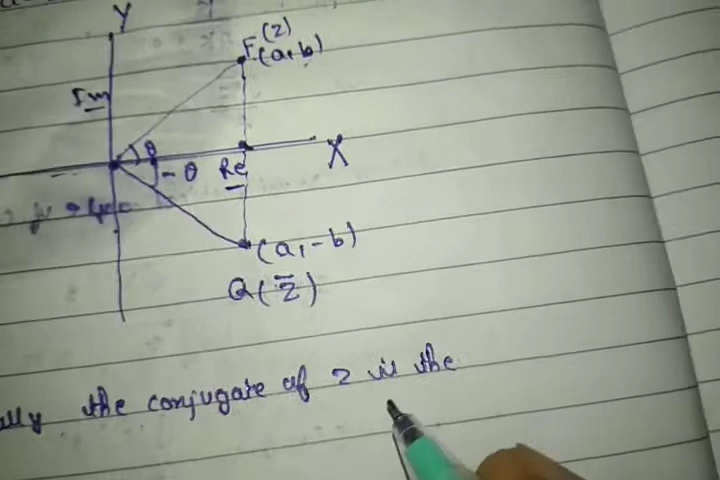 Y
(z)
P(a, b)
Im
θ
-θ
Re
X
(a, -b)
Q(z̄)
the conjugate of z is the